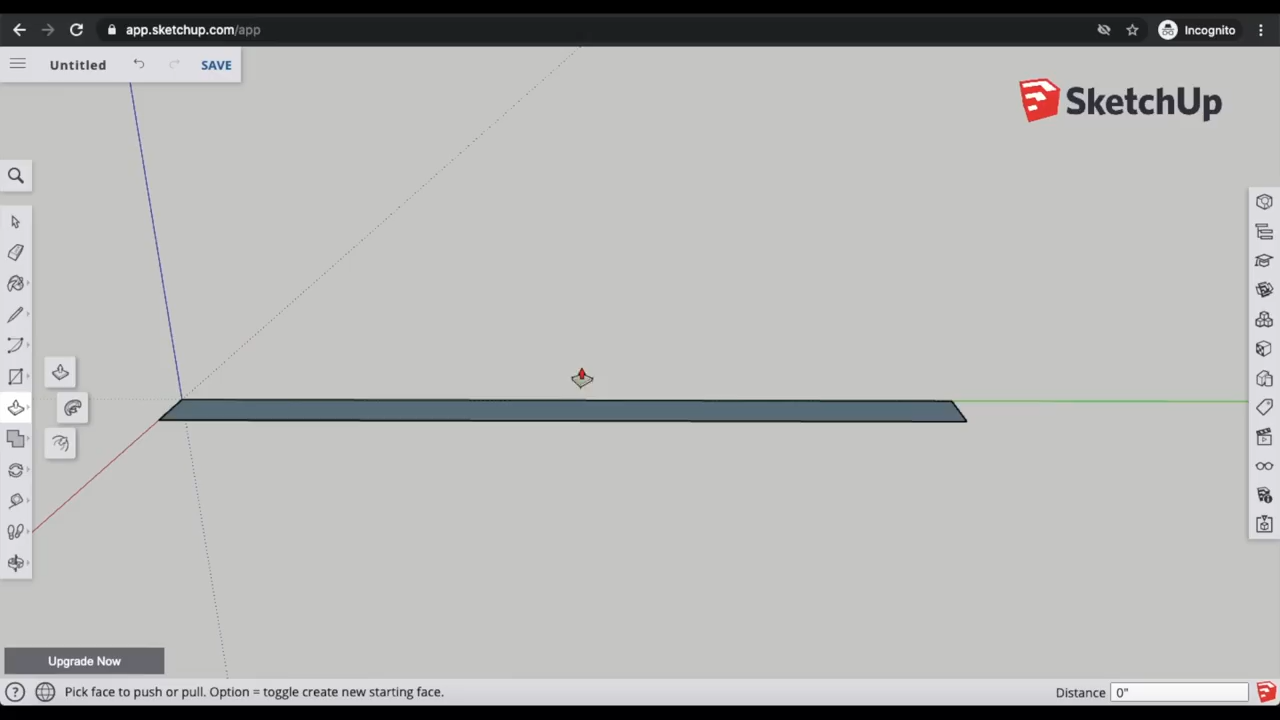 app.sketchup.com/app
Incognito
Untitled
SAVE
SketchUp
Upgrade Now
Pick face to push or pull. Option = toggle create new starting face.
Distance 0"